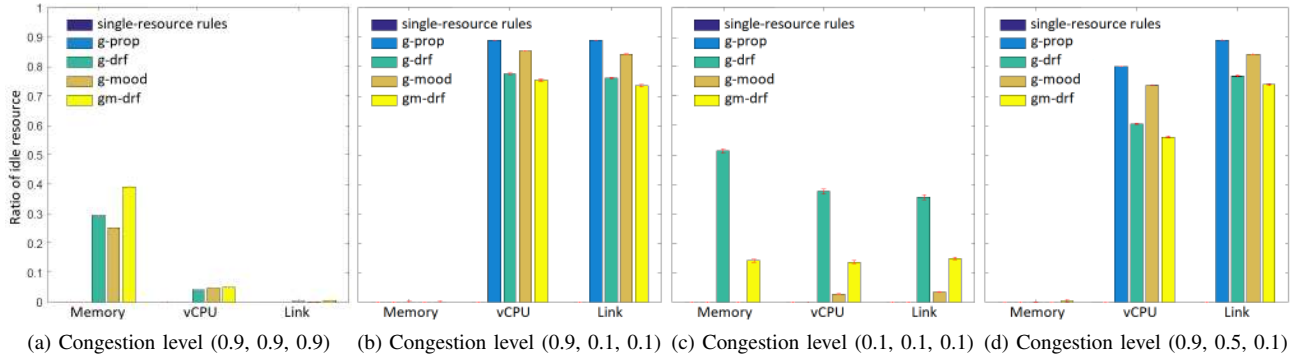 Ratio of idle resource
1
0.9
0.8
0.7
0.6
0.5
0.4
0.3
0.2
0.1
0
single-resource rules
g-prop
g-drf
g-mood
gm-drf
Memory vCPU Link
(a) Congestion level (0.9, 0.9, 0.9)
single-resource rules
g-prop
g-drf
g-mood
gm-drf
Memory vCPU Link
(b) Congestion level (0.9, 0.1, 0.1)
single-resource rules
g-prop
g-drf
g-mood
gm-drf
Memory vCPU Link
(c) Congestion level (0.1, 0.1, 0.1)
single-resource rules
g-prop
g-drf
g-mood
gm-drf
Memory vCPU Link
(d) Congestion level (0.9, 0.5, 0.1)